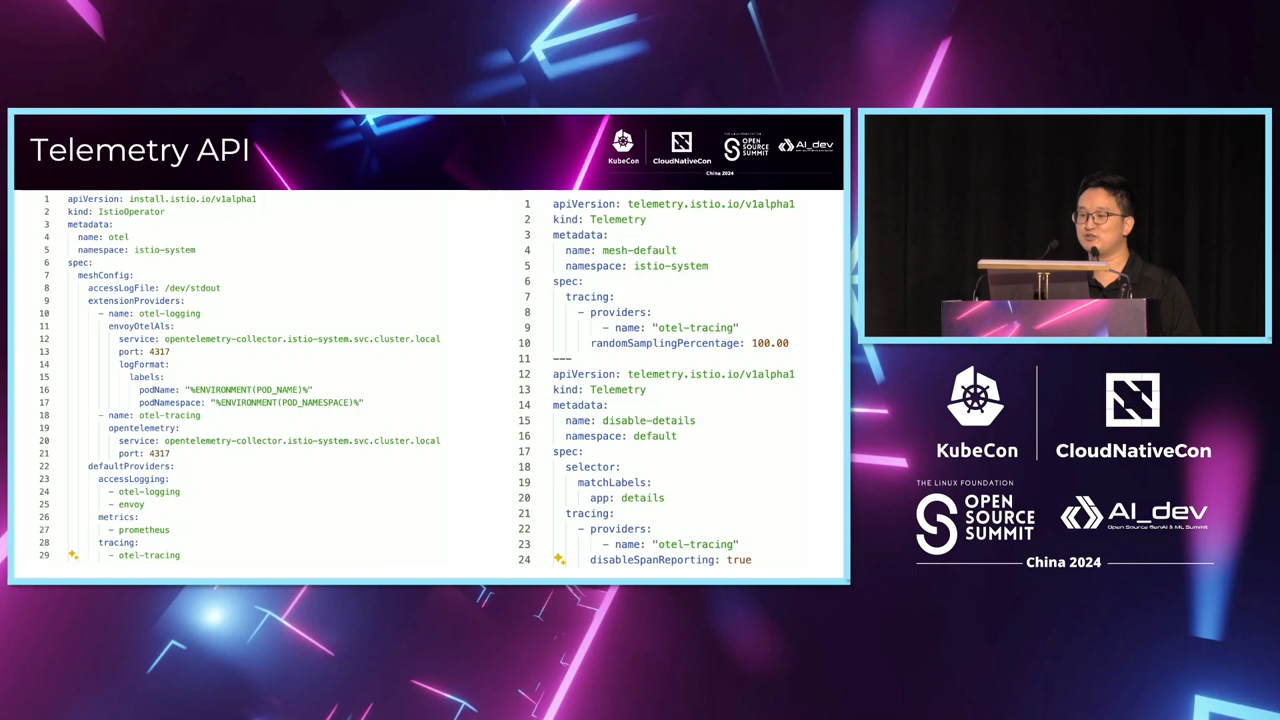 Telemetry API
KubeCon
CloudNativeCon
OPEN
SOURCE
SUMMIT
AI_dev
China 2024
1 apiVersion: install.istio.io/v1alpha1
2 kind: IstioOperator
3 metadata:
4 name: otel
5 namespace: istio-system
6 spec:
7 meshConfig:
8 accessLogFile: /dev/stdout
9 extensionProviders:
10 - name: otel-logging
11 envoyOtelAls:
12 service: opentelemetry-collector.istio-system.svc.cluster.local
13 port: 4317
14 logFormat:
15 labels:
16 podName: "%ENVIRONMENT(POD_NAME)%"
17 podNamespace: "%ENVIRONMENT(POD_NAMESPACE)%"
18 - name: otel-tracing
19 opentelemetry:
20 service: opentelemetry-collector.istio-system.svc.cluster.local
21 port: 4317
22 defaultProviders:
23 accessLogging:
24 - otel-logging
25 - envoy
26 metrics:
27 - prometheus
28 tracing:
29 - otel-tracing
1 apiVersion: telemetry.istio.io/v1alpha1
2 kind: Telemetry
3 metadata:
4 name: mesh-default
5 namespace: istio-system
6 spec:
7 tracing:
8 - providers:
9 - name: "otel-tracing"
10 randomSamplingPercentage: 100.00
11 ---
12 apiVersion: telemetry.istio.io/v1alpha1
13 kind: Telemetry
14 metadata:
15 name: disable-details
16 namespace: default
17 spec:
18 selector:
19 matchLabels:
20 app: details
21 tracing:
22 - providers:
23 - name: "otel-tracing"
24 disableSpanReporting: true
KubeCon
CloudNativeCon
THE LINUX FOUNDATION
OPEN
SOURCE
SUMMIT
AI_dev
Open Source GenAI & ML Summit
China 2024